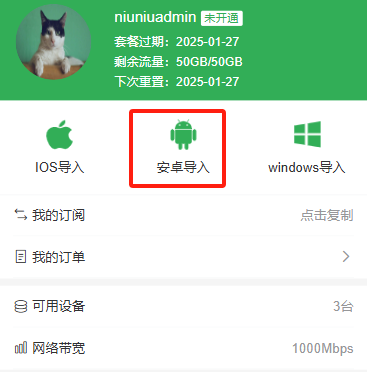 niuniuadmin 未开通
套餐过期：2025-01-27
剩余流量：50GB/50GB
下次重置：2025-01-27
IOS导入 安卓导入 windows导入
我的订阅 点击复制
我的订单
可用设备 3台
网络带宽 1000Mbps